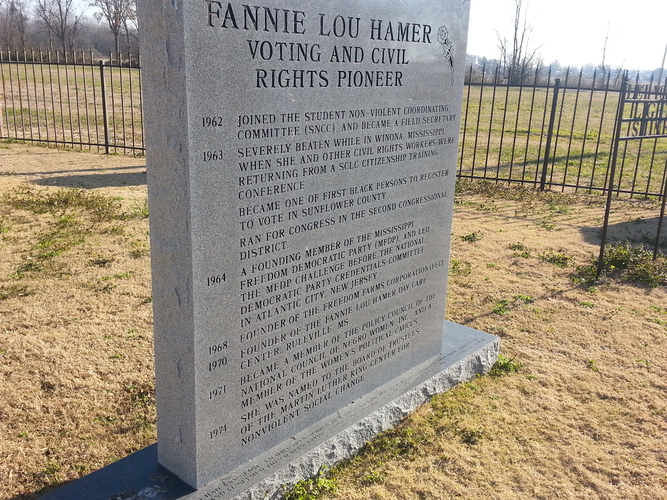 FANNIE LOU HAMER
VOTING AND CIVIL
RIGHTS PIONEER
1962 JOINED THE STUDENT NON-VIOLENT COORDINATING
COMMITTEE (SNCC), AND BECAME A FIELD SECRETARY
1963 SEVERELY BEATEN WHILE IN WINONA, MISSISSIPPI
WHEN SHE AND OTHER CIVIL RIGHTS WORKERS WERE
RETURNING FROM A SCLC CITIZENSHIP TRAINING
CONFERENCE
BECAME ONE OF FIRST BLACK PERSONS TO REGISTER
TO VOTE IN SUNFLOWER COUNTY
RAN FOR CONGRESS IN THE SECOND CONGRESSIONAL
DISTRICT.
1964 A FOUNDING MEMBER OF THE MISSISSIPPI
FREEDOM DEMOCRATIC PARTY (MFDP), AND LED
THE MFDP CHALLENGE BEFORE THE NATIONAL
DEMOCRATIC PARTY CREDENTIALS COMMITTEE
IN ATLANTIC CITY, NEW JERSEY
1968 FOUNDER OF THE FREEDOM FARMS CORPORATION
1970 FOUNDER OF THE FANNIE LOU HAMER DAY CARE
CENTER, RULEVILLE, MS
1971 BECAME A MEMBER OF THE POLICY COUNCIL OF THE
NATIONAL COUNCIL OF NEGRO WOMEN, INC. AND A
MEMBER OF THE WOMEN'S POLITICAL CAUCUS
1974 SHE WAS NAMED TO THE BOARD OF TRUSTEES
OF THE MARTIN LUTHER KING CENTER FOR
NONVIOLENT SOCIAL CHANGE